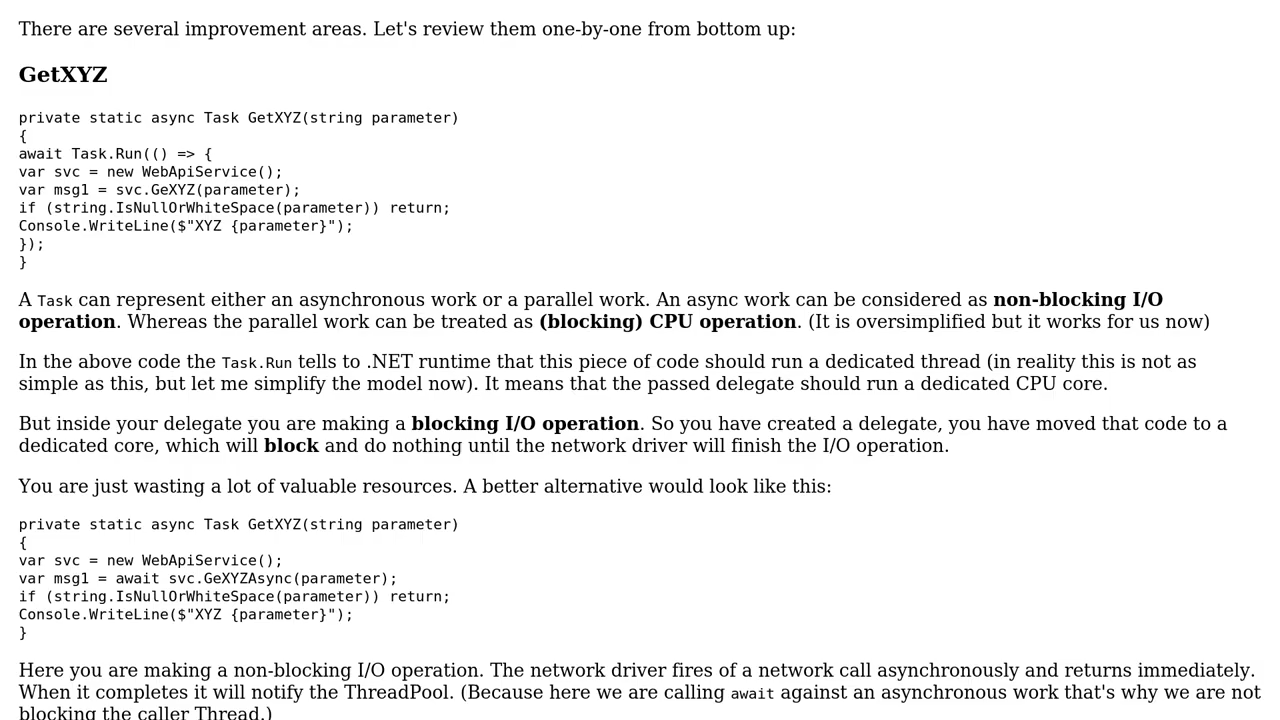 There are several improvement areas. Let's review them one-by-one from bottom up:
GetXYZ
private static async Task GetXYZ(string parameter)
{
await Task.Run(() => {
var svc = new WebApiService();
var msg1 = svc.GeXYZ(parameter);
if (string.IsNullOrWhiteSpace(parameter)) return;
Console.WriteLine($"XYZ {parameter}");
});
}
A Task can represent either an asynchronous work or a parallel work. An async work can be considered as non-blocking I/O
operation. Whereas the parallel work can be treated as (blocking) CPU operation. (It is oversimplified but it works for us now)
In the above code the Task.Run tells to .NET runtime that this piece of code should run a dedicated thread (in reality this is not as
simple as this, but let me simplify the model now). It means that the passed delegate should run a dedicated CPU core.
But inside your delegate you are making a blocking I/O operation. So you have created a delegate, you have moved that code to a
dedicated core, which will block and do nothing until the network driver will finish the I/O operation.
You are just wasting a lot of valuable resources. A better alternative would look like this:
private static async Task GetXYZ(string parameter)
{
var svc = new WebApiService();
var msg1 = await svc.GeXYZAsync(parameter);
if (string.IsNullOrWhiteSpace(parameter)) return;
Console.WriteLine($"XYZ {parameter}");
}
Here you are making a non-blocking I/O operation. The network driver fires of a network call asynchronously and returns immediately.
When it completes it will notify the ThreadPool. (Because here we are calling await against an asynchronous work that's why we are not
blocking the caller Thread.)